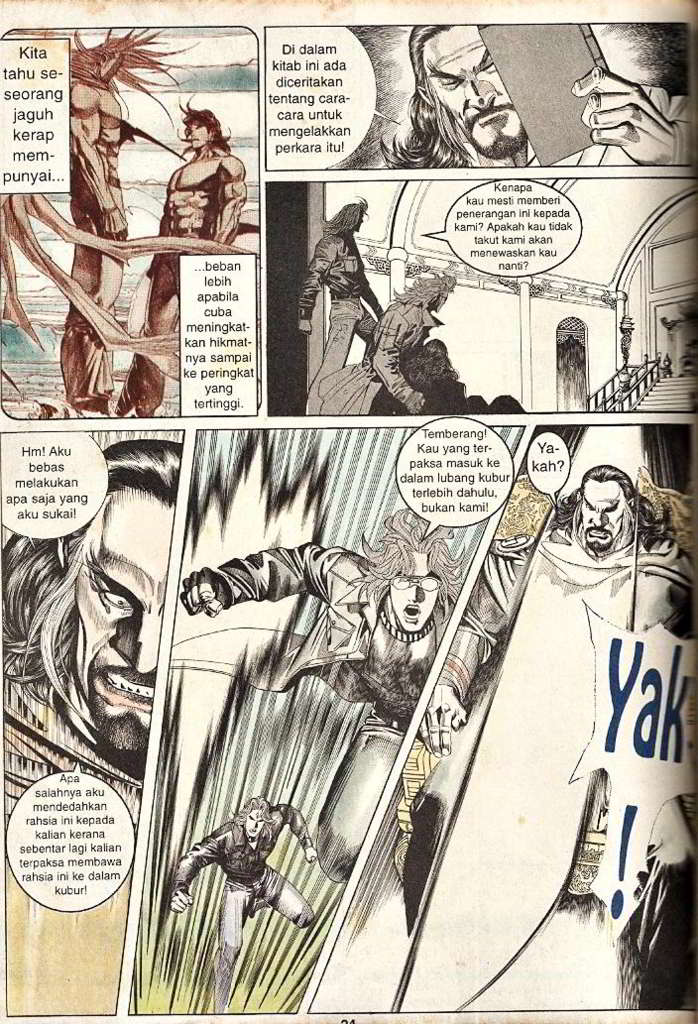 Kita
tahu se-
seorang
jaguh
kerap
mem-
punyai...
...beban
lebih
apabila
cuba
meningkat-
kan hikmat-
nya sampai
ke peringkat
yang
tertinggi.
Di dalam
kitab ini ada
diceritakan
tentang cara-
cara untuk
mengelakkan
perkara itu!
Kenapa
kau mesti memberi
penerangan ini kepada
kami? Apakah kau tidak
takut kami akan
menewaskan kau
nanti?
Hm! Aku
bebas
melakukan
apa saja yang
aku sukai!
Apa
salahnya aku
mendedahkan
rahsia ini kepada
kalian kerana
sebentar lagi kalian
terpaksa membawa
rahsia ini ke dalam
kubur!
Temberang!
Kau yang ter-
paksa masuk ke
dalam lubang kubur
terlebih dahulu,
bukan kami!
Ya-
kah?
Yak
!